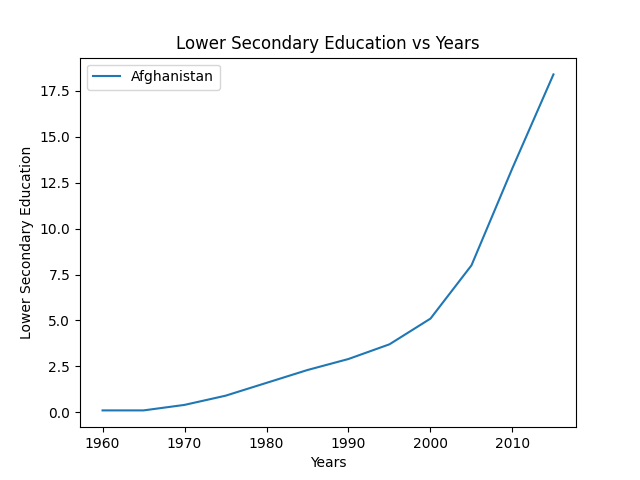 Lower Secondary Education vs Years
Afghanistan
17.5
15.0
12.5
10.0
7.5
5.0
2.5
0.0
Lower Secondary Education
1960 1970 1980 1990 2000 2010
Years